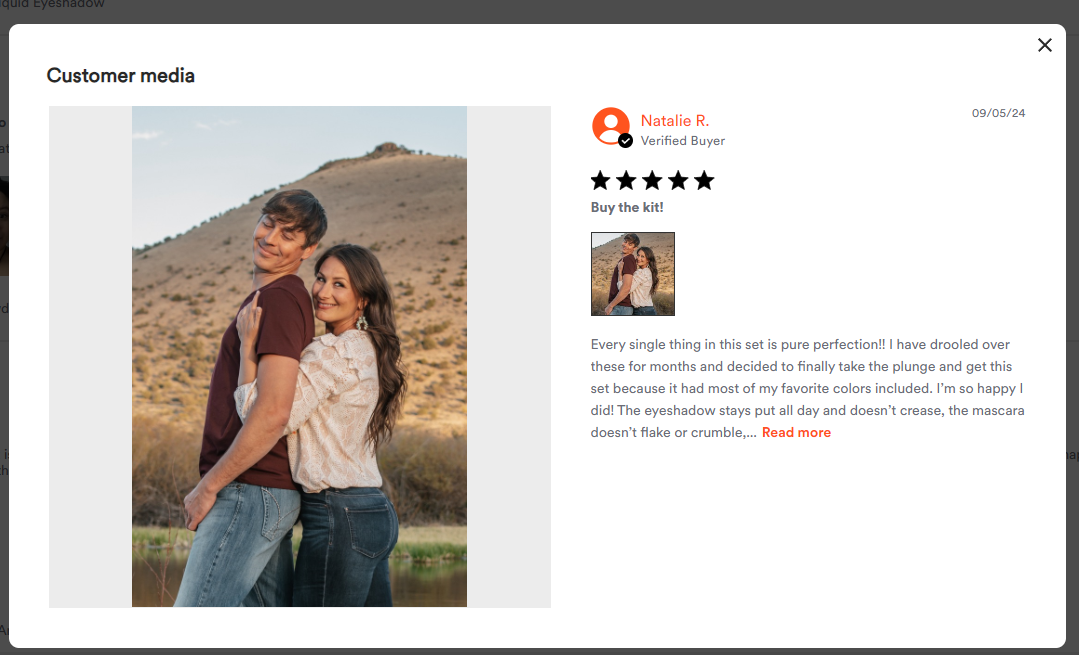 iquid Eyeshadow
Customer media
Natalie R.
09/05/24
Verified Buyer
Buy the kit!
Every single thing in this set is pure perfection!! I have drooled over
these for months and decided to finally take the plunge and get this
set because it had most of my favorite colors included. I’m so happy I
did! The eyeshadow stays put all day and doesn’t crease, the mascara
doesn’t flake or crumble,... Read more